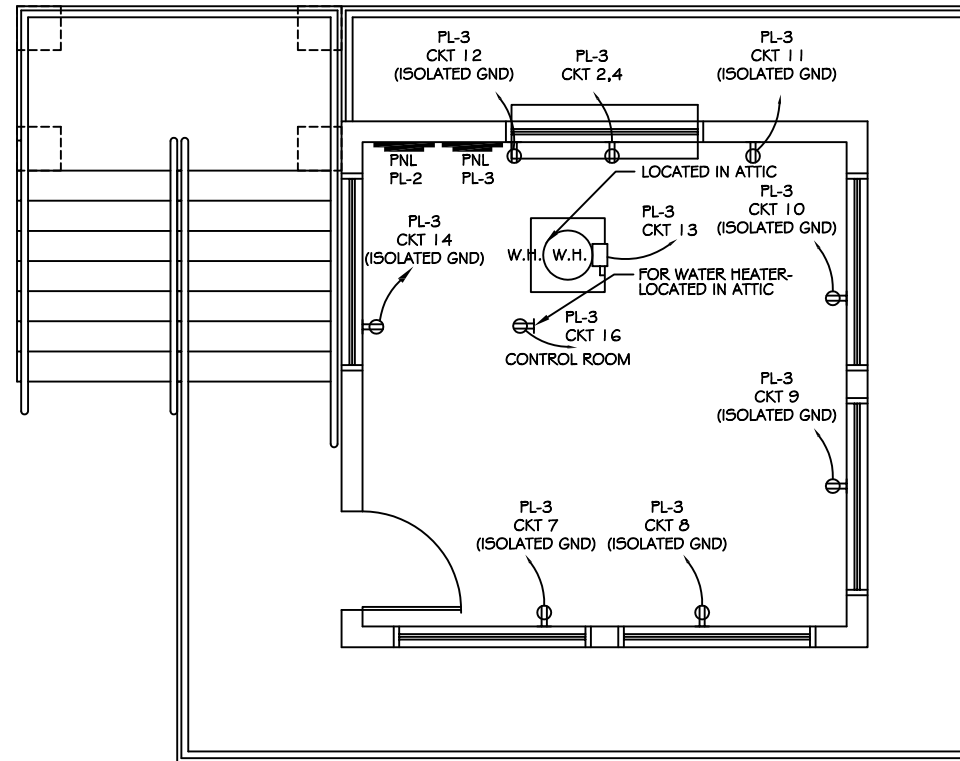 PL-3
CKT 12
(ISOLATED GND)
PL-3
CKT 2,4
PL-3
CKT 11
(ISOLATED GND)
PNL
PL-2
PNL
PL-3
LOCATED IN ATTIC
PL-3
CKT 10
(ISOLATED GND)
PL-3
CKT 14
(ISOLATED GND)
PL-3
CKT 13
W.H.
W.H.
FOR WATER HEATER-
LOCATED IN ATTIC
PL-3
CKT 16
CONTROL ROOM
PL-3
CKT 9
(ISOLATED GND)
PL-3
CKT 7
(ISOLATED GND)
PL-3
CKT 8
(ISOLATED GND)